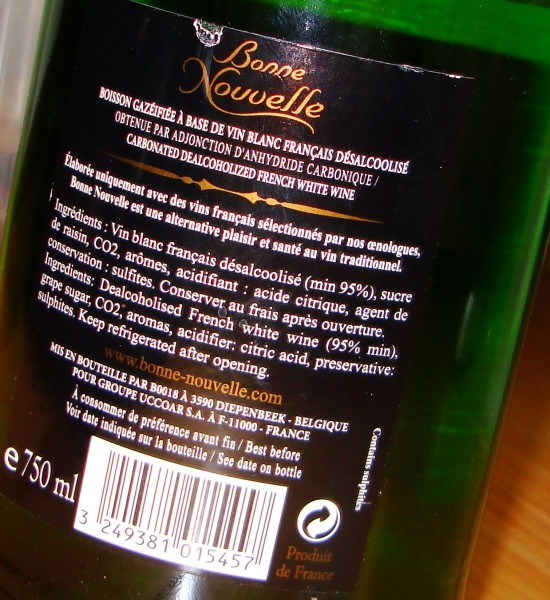 Bonne
Nouvelle
BOISSON GAZÉIFIÉE À BASE DE VIN BLANC FRANÇAIS DÉSALCOOLISÉ
OBTENUE PAR ADJONCTION D'ANHYDRIDE CARBONIQUE /
CARBONATED DEALCOHOLIZED FRENCH WHITE WINE
Élaborée uniquement avec des vins français sélectionnés par nos œnologues,
Bonne Nouvelle est une alternative plaisir et santé au vin traditionnel.
Ingrédients : Vin blanc français désalcoolisé (min 95%), sucre
de raisin, CO2, arômes, acidifiant : acide citrique, agent de
conservation : sulfites. Conserver au frais après ouverture.
Ingredients: Dealcoholised French white wine (95% min),
grape sugar, CO2, aromas, acidifier: citric acid, preservative:
sulphites, Keep refrigerated after opening.
www.bonne-nouvelle.com
MIS EN BOUTEILLE PAR B0018 À 3590 DIEPENBEEK - BELGIQUE
POUR GROUPE UCCOAR S.A. À F-11000 - FRANCE
À consommer de préférence avant fin / Best before
Voir date indiquée sur la bouteille / See date on bottle
Contains sulphites
e 750 ml
3 249381 015457
Produit
de France